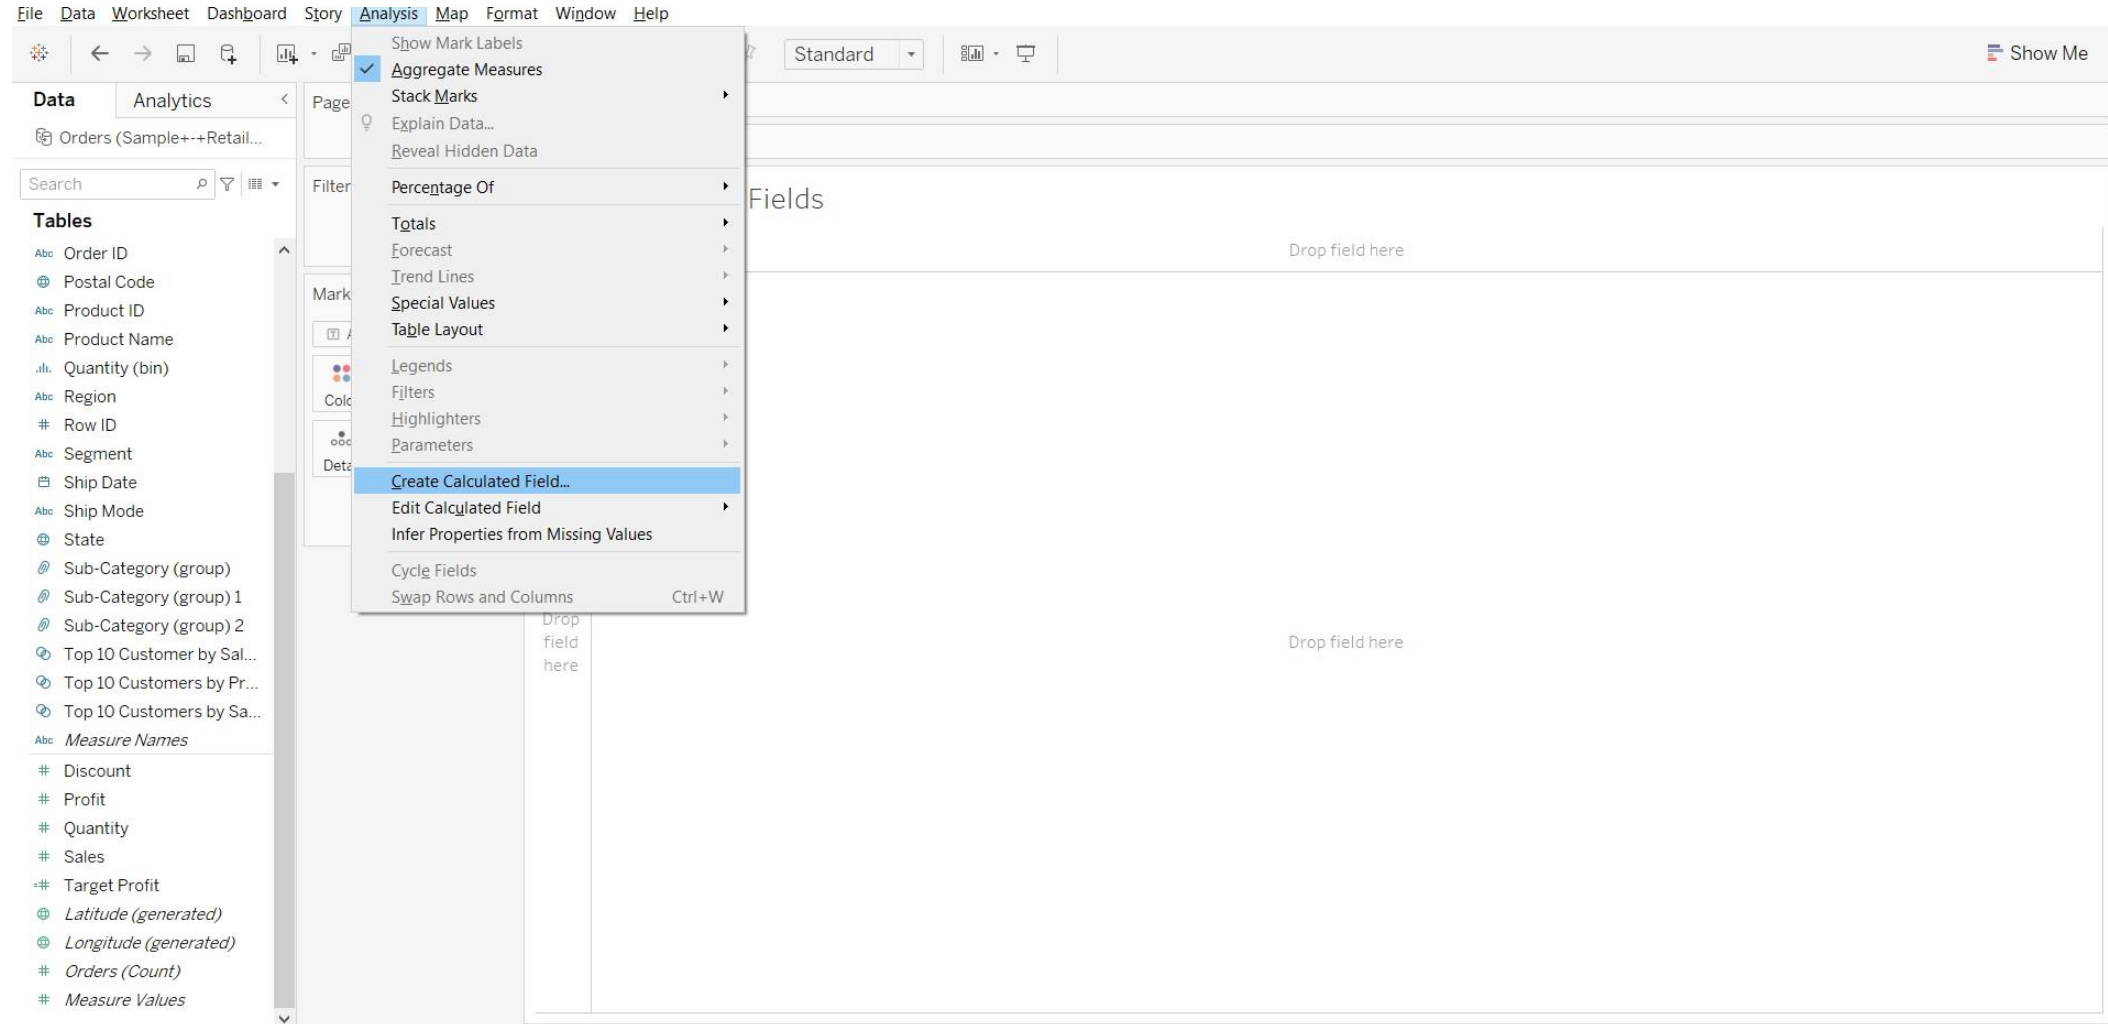 File Data Worksheet Dashboard Story Analysis Map Format Window Help
Standard
Show Me
Data Analytics
Orders (Sample+-+Retail...
Search
Tables
Order ID
Postal Code
Product ID
Product Name
Quantity (bin)
Region
Row ID
Segment
Ship Date
Ship Mode
State
Sub-Category (group)
Sub-Category (group) 1
Sub-Category (group) 2
Top 10 Customer by Sal...
Top 10 Customers by Pr...
Top 10 Customers by Sa...
Measure Names
Discount
Profit
Quantity
Sales
Target Profit
Latitude (generated)
Longitude (generated)
Orders (Count)
Measure Values
Page
Filter
Mark
Colo
Deta
Show Mark Labels
Aggregate Measures
Stack Marks
Explain Data...
Reveal Hidden Data
Percentage Of
Totals
Forecast
Trend Lines
Special Values
Table Layout
Legends
Filters
Highlighters
Parameters
Create Calculated Field...
Edit Calculated Field
Infer Properties from Missing Values
Cycle Fields
Swap Rows and Columns Ctrl+W
Fields
Drop field here
Drop
field
here
Drop field here